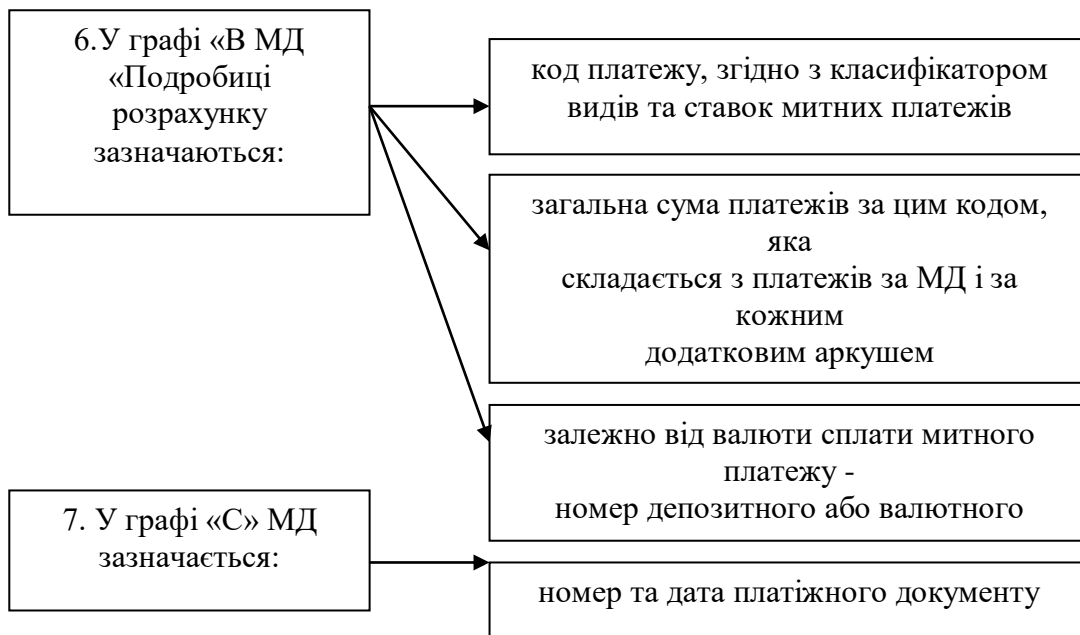 6.У графі «В МД
«Подробиці
розрахунку
зазначаються:
код платежу, згідно з класифікатором
видів та ставок митних платежів
загальна сума платежів за цим кодом,
яка
складається з платежів за МД і за
кожним
додатковим аркушем
залежно від валюти сплати митного
платежу -
номер депозитного або валютного
7. У графі «С» МД
зазначається:
номер та дата платіжного документу